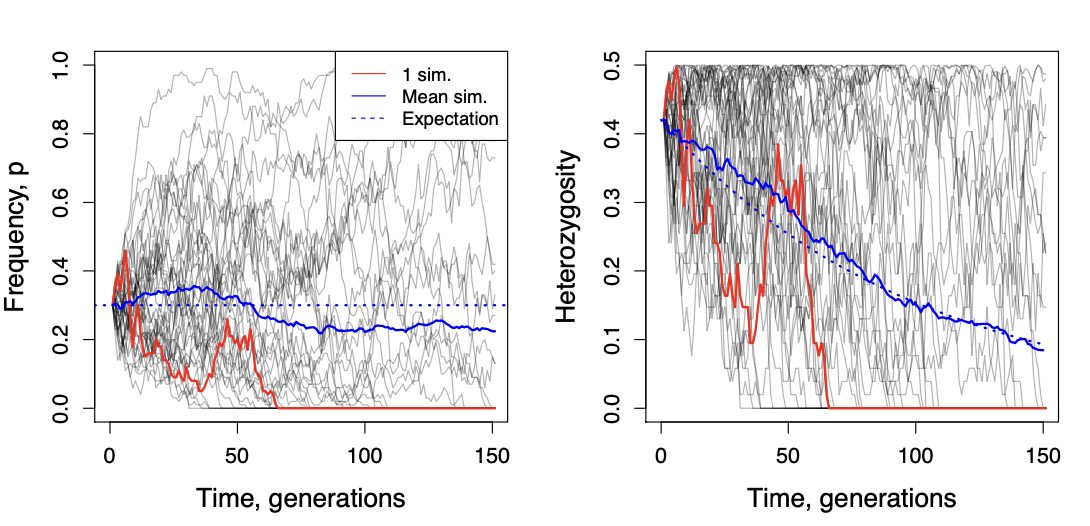 Frequency, p
1.0
0.8
0.6
0.4
0.2
0.0
1 sim.
Mean sim.
Expectation
0 50 100 150
Time, generations
Heterozygosity
0.5
0.4
0.3
0.2
0.1
0.0
0 50 100 150
Time, generations